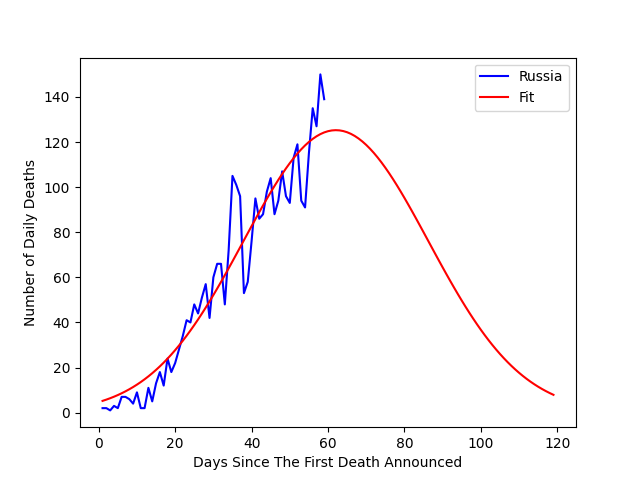 Russia
Fit
Number of Daily Deaths
140
120
100
80
60
40
20
0
0 20 40 60 80 100 120
Days Since The First Death Announced